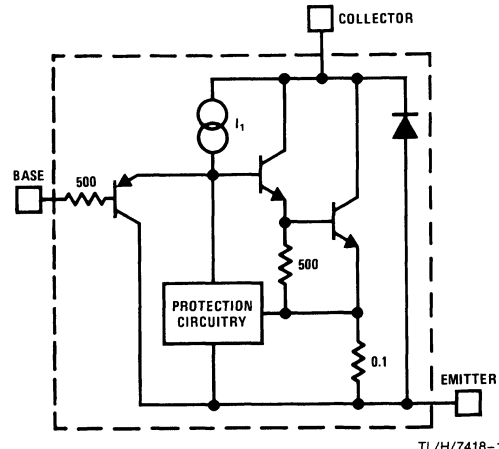 COLLECTOR
I₁
BASE
500
500
PROTECTION
CIRCUITRY
0.1
EMITTER